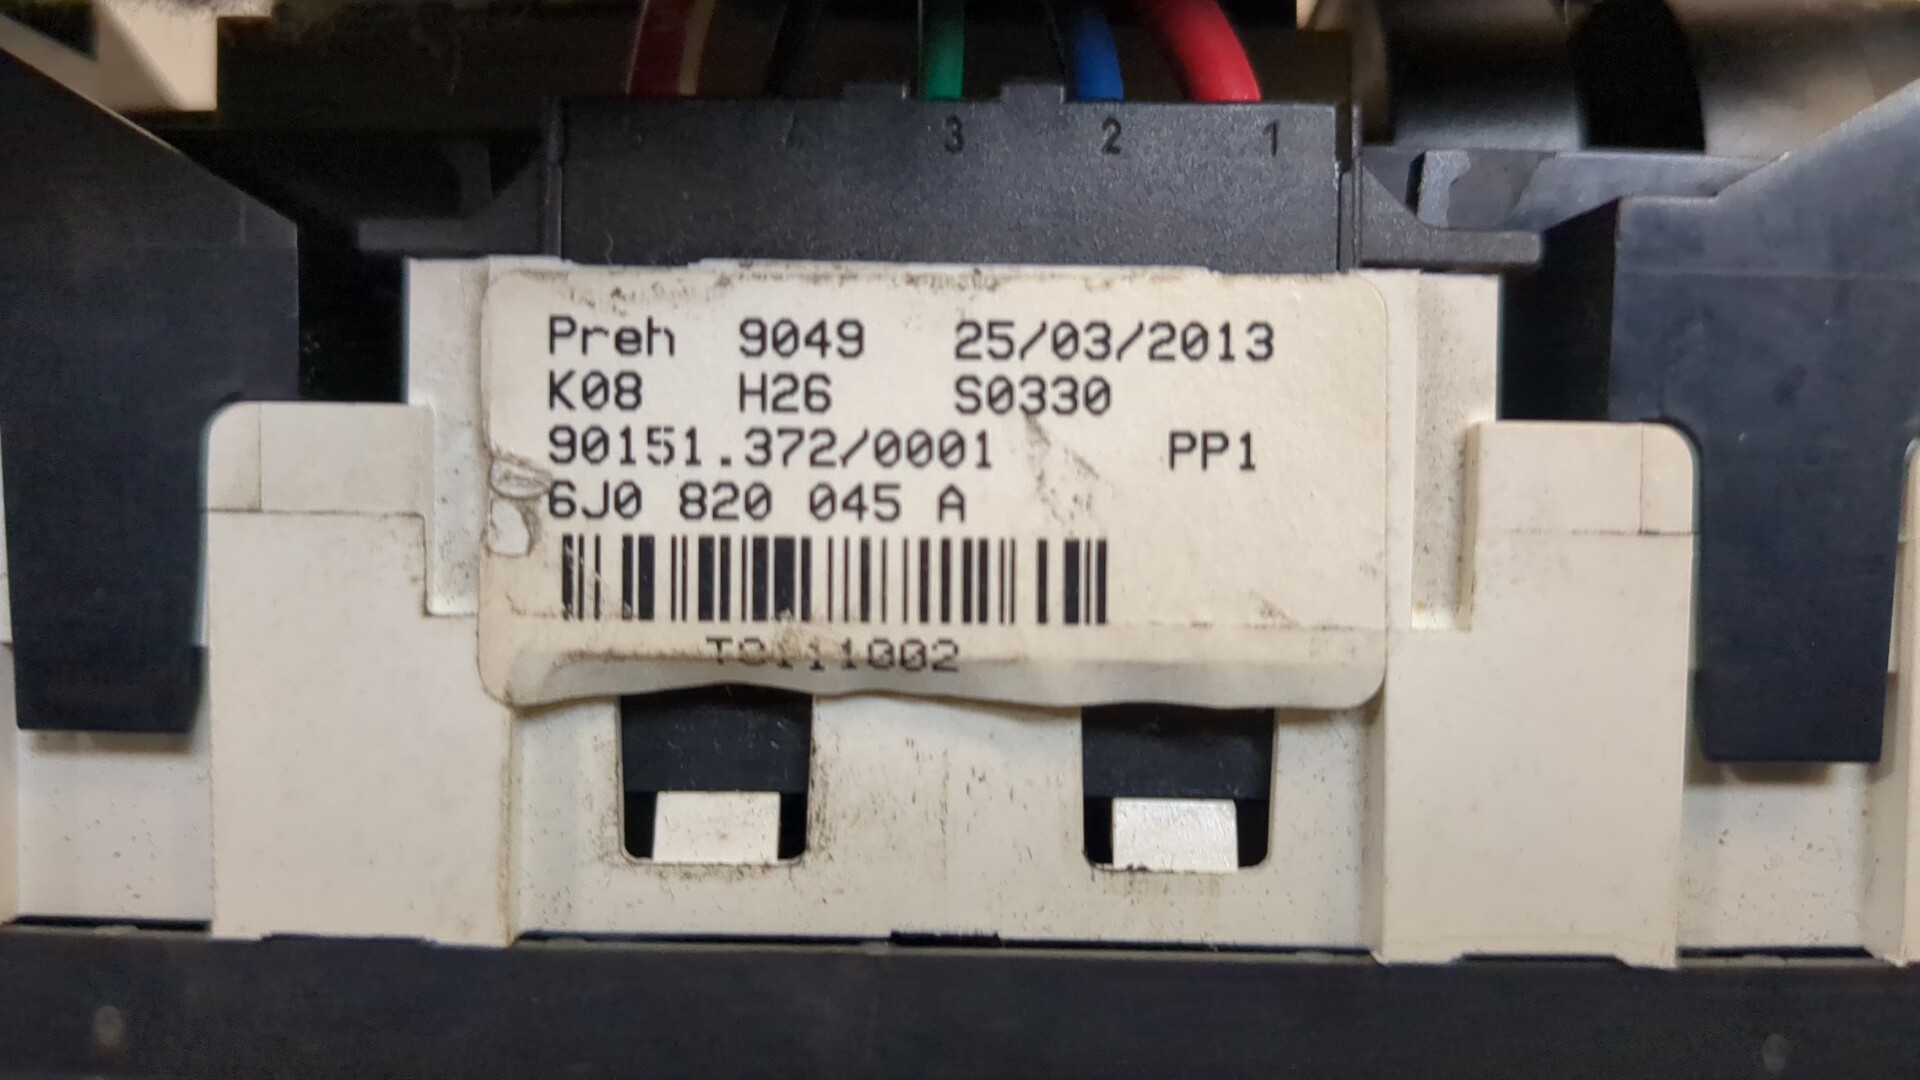 3 2 1
Preh 9049 25/03/2013
K08 H26 S0330
90151.372/0001 PP1
6J0 820 045 A